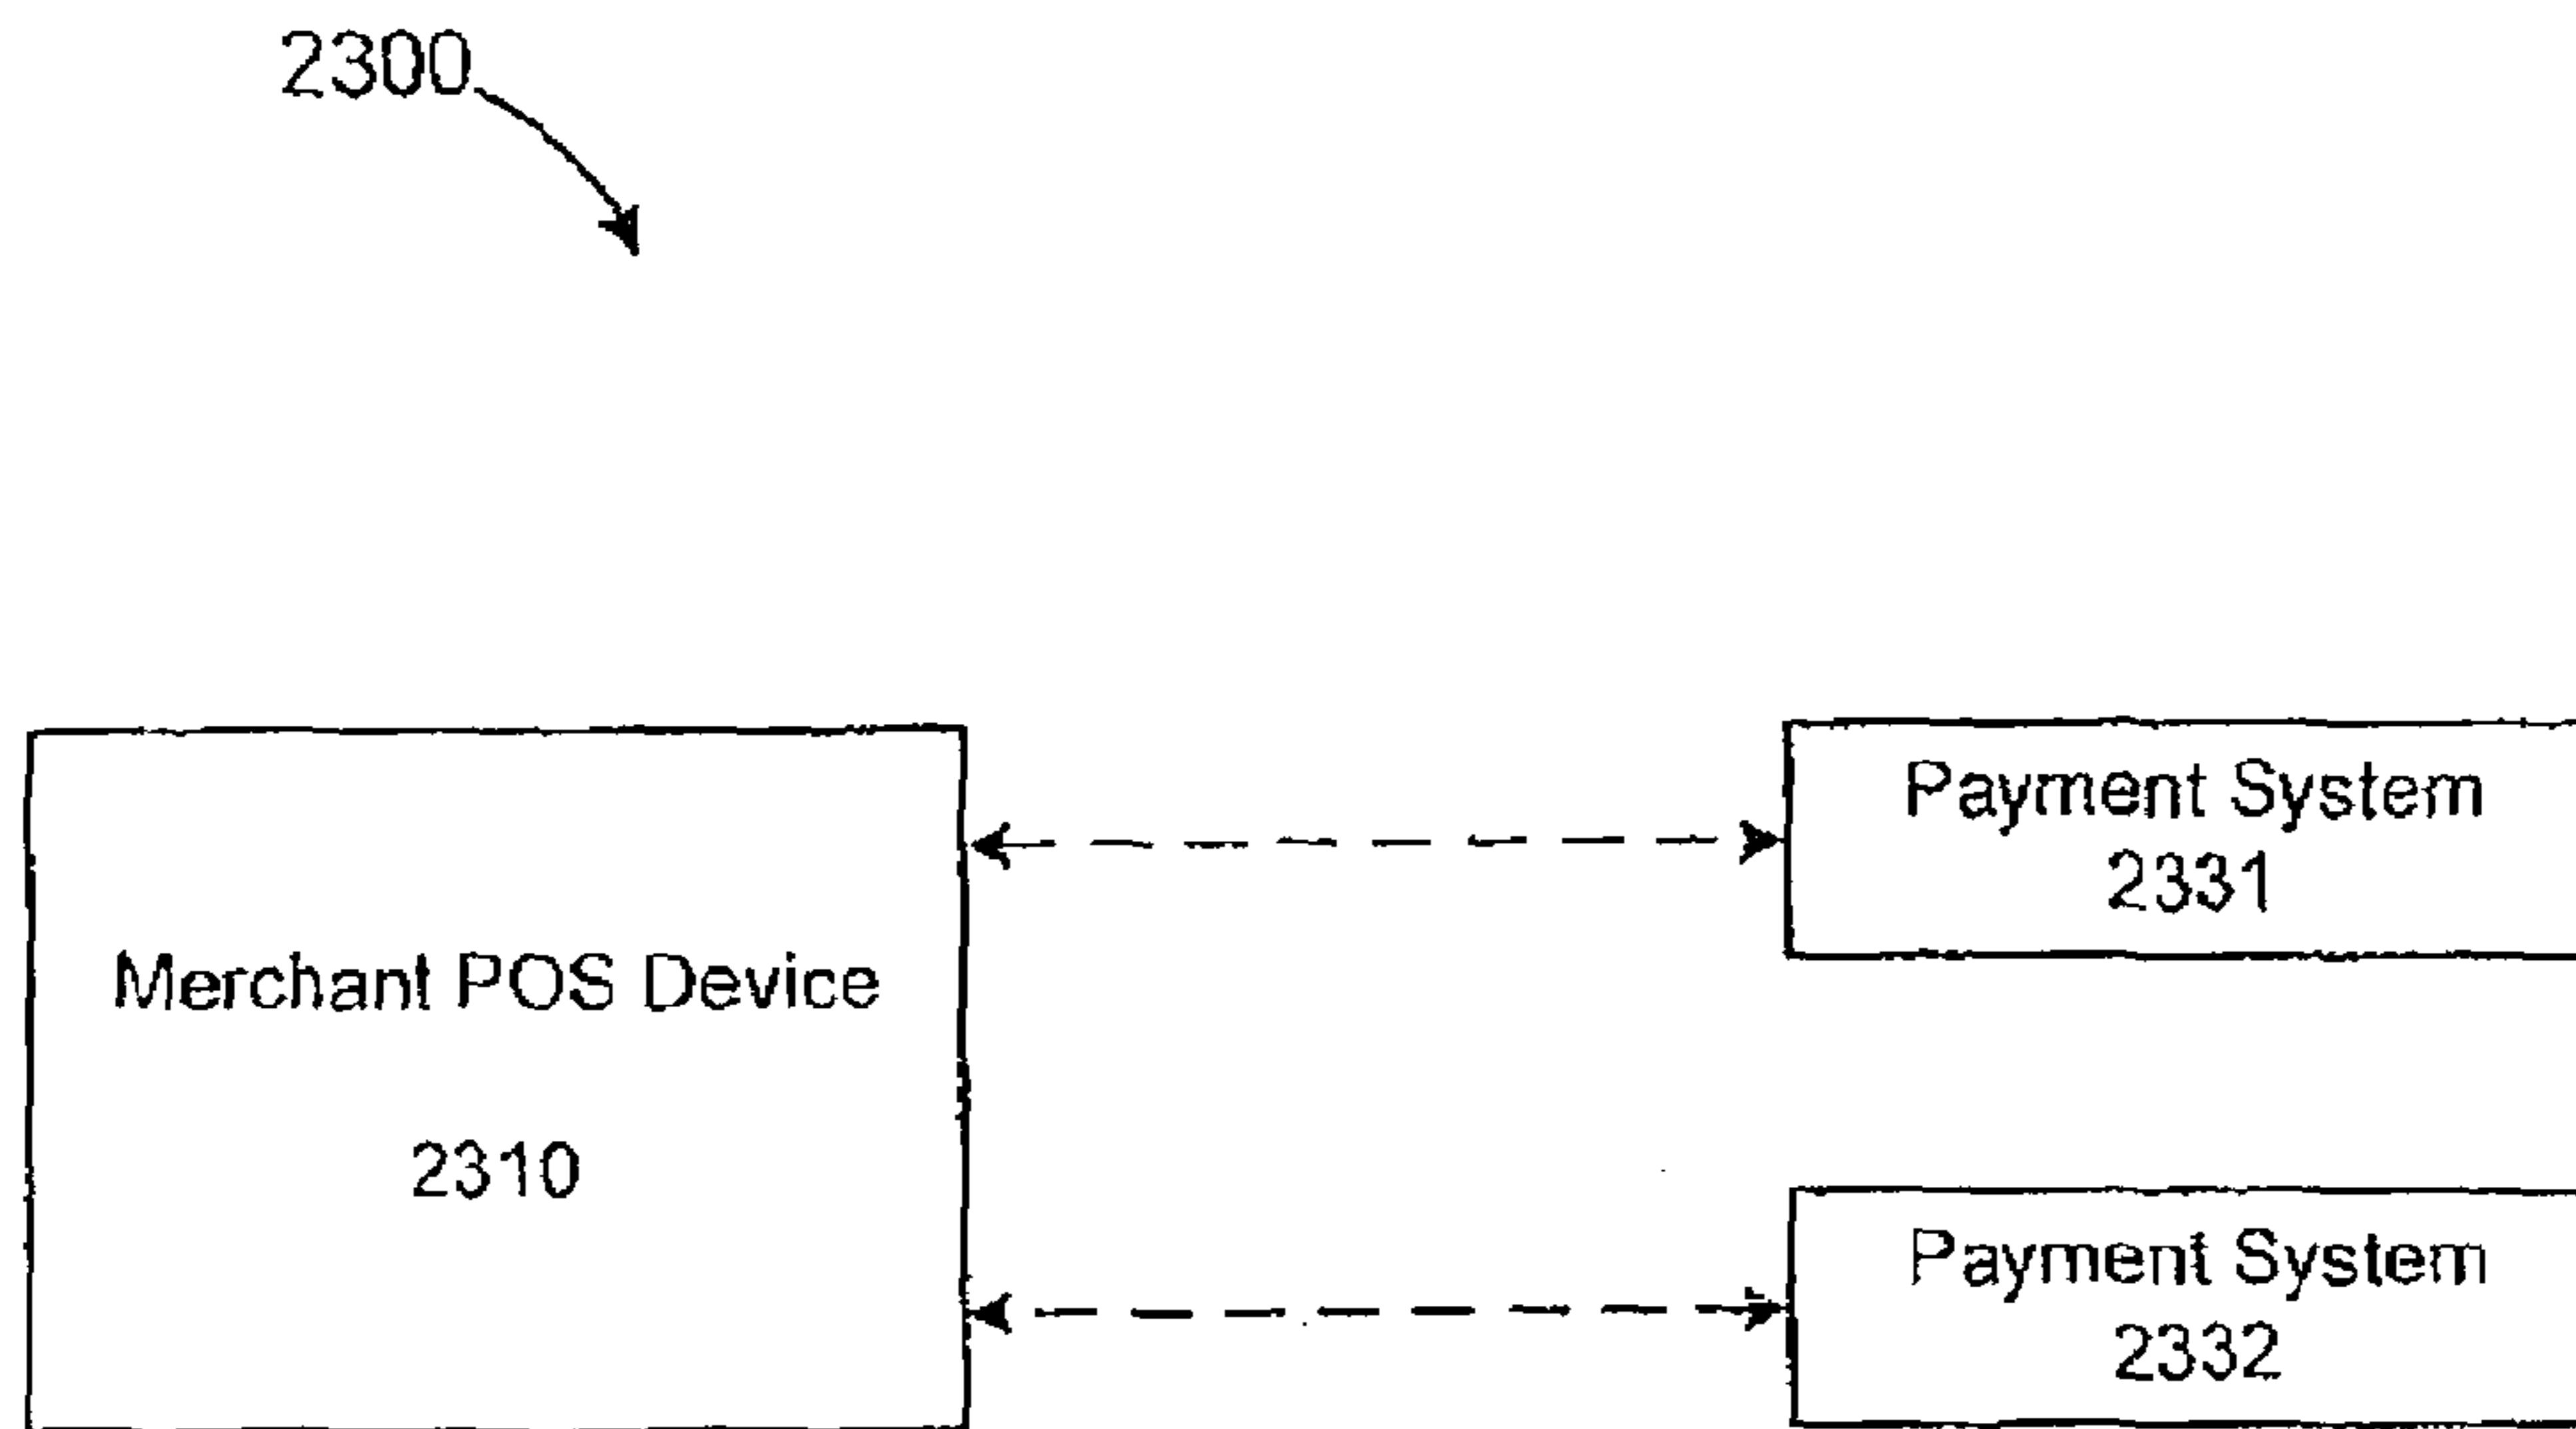 2300
Payment System
2331
Merchant POS Device
2310
Payment System
2332